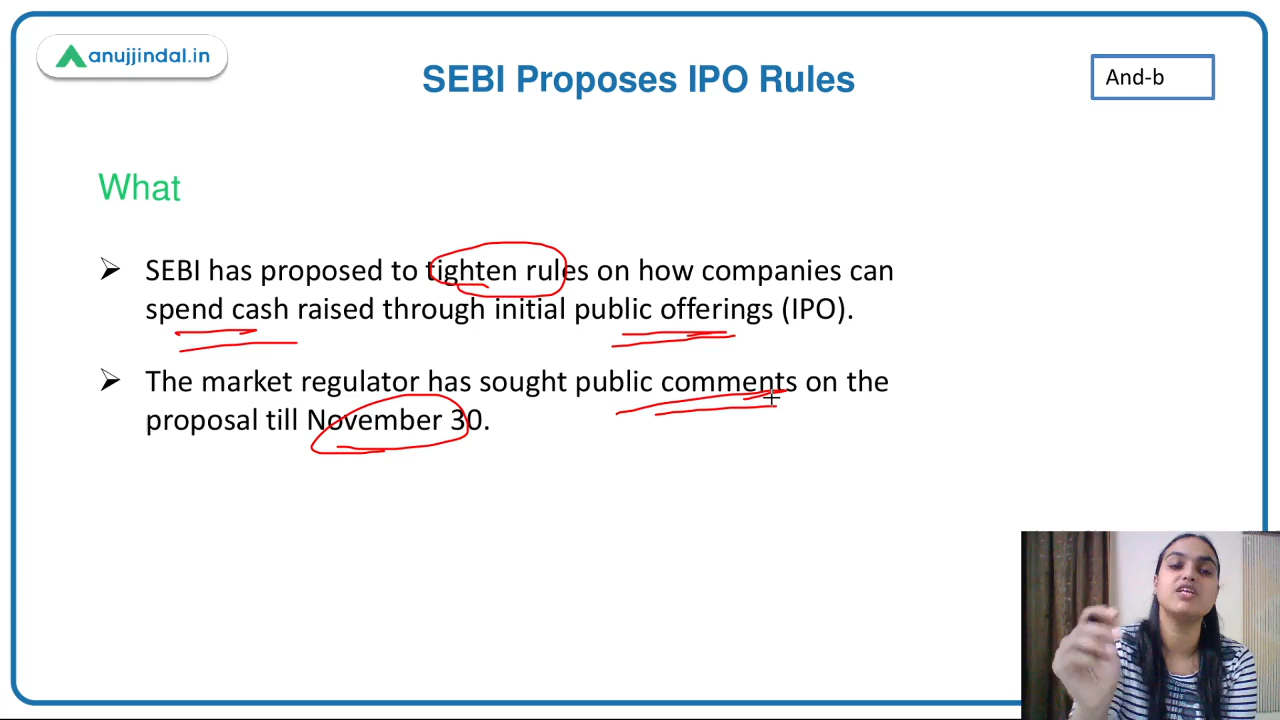 anujjindal.in
SEBI Proposes IPO Rules
And-b
What
➢ SEBI has proposed to tighten rules on how companies can
spend cash raised through initial public offerings (IPO).
➢ The market regulator has sought public comments on the
proposal till November 30.